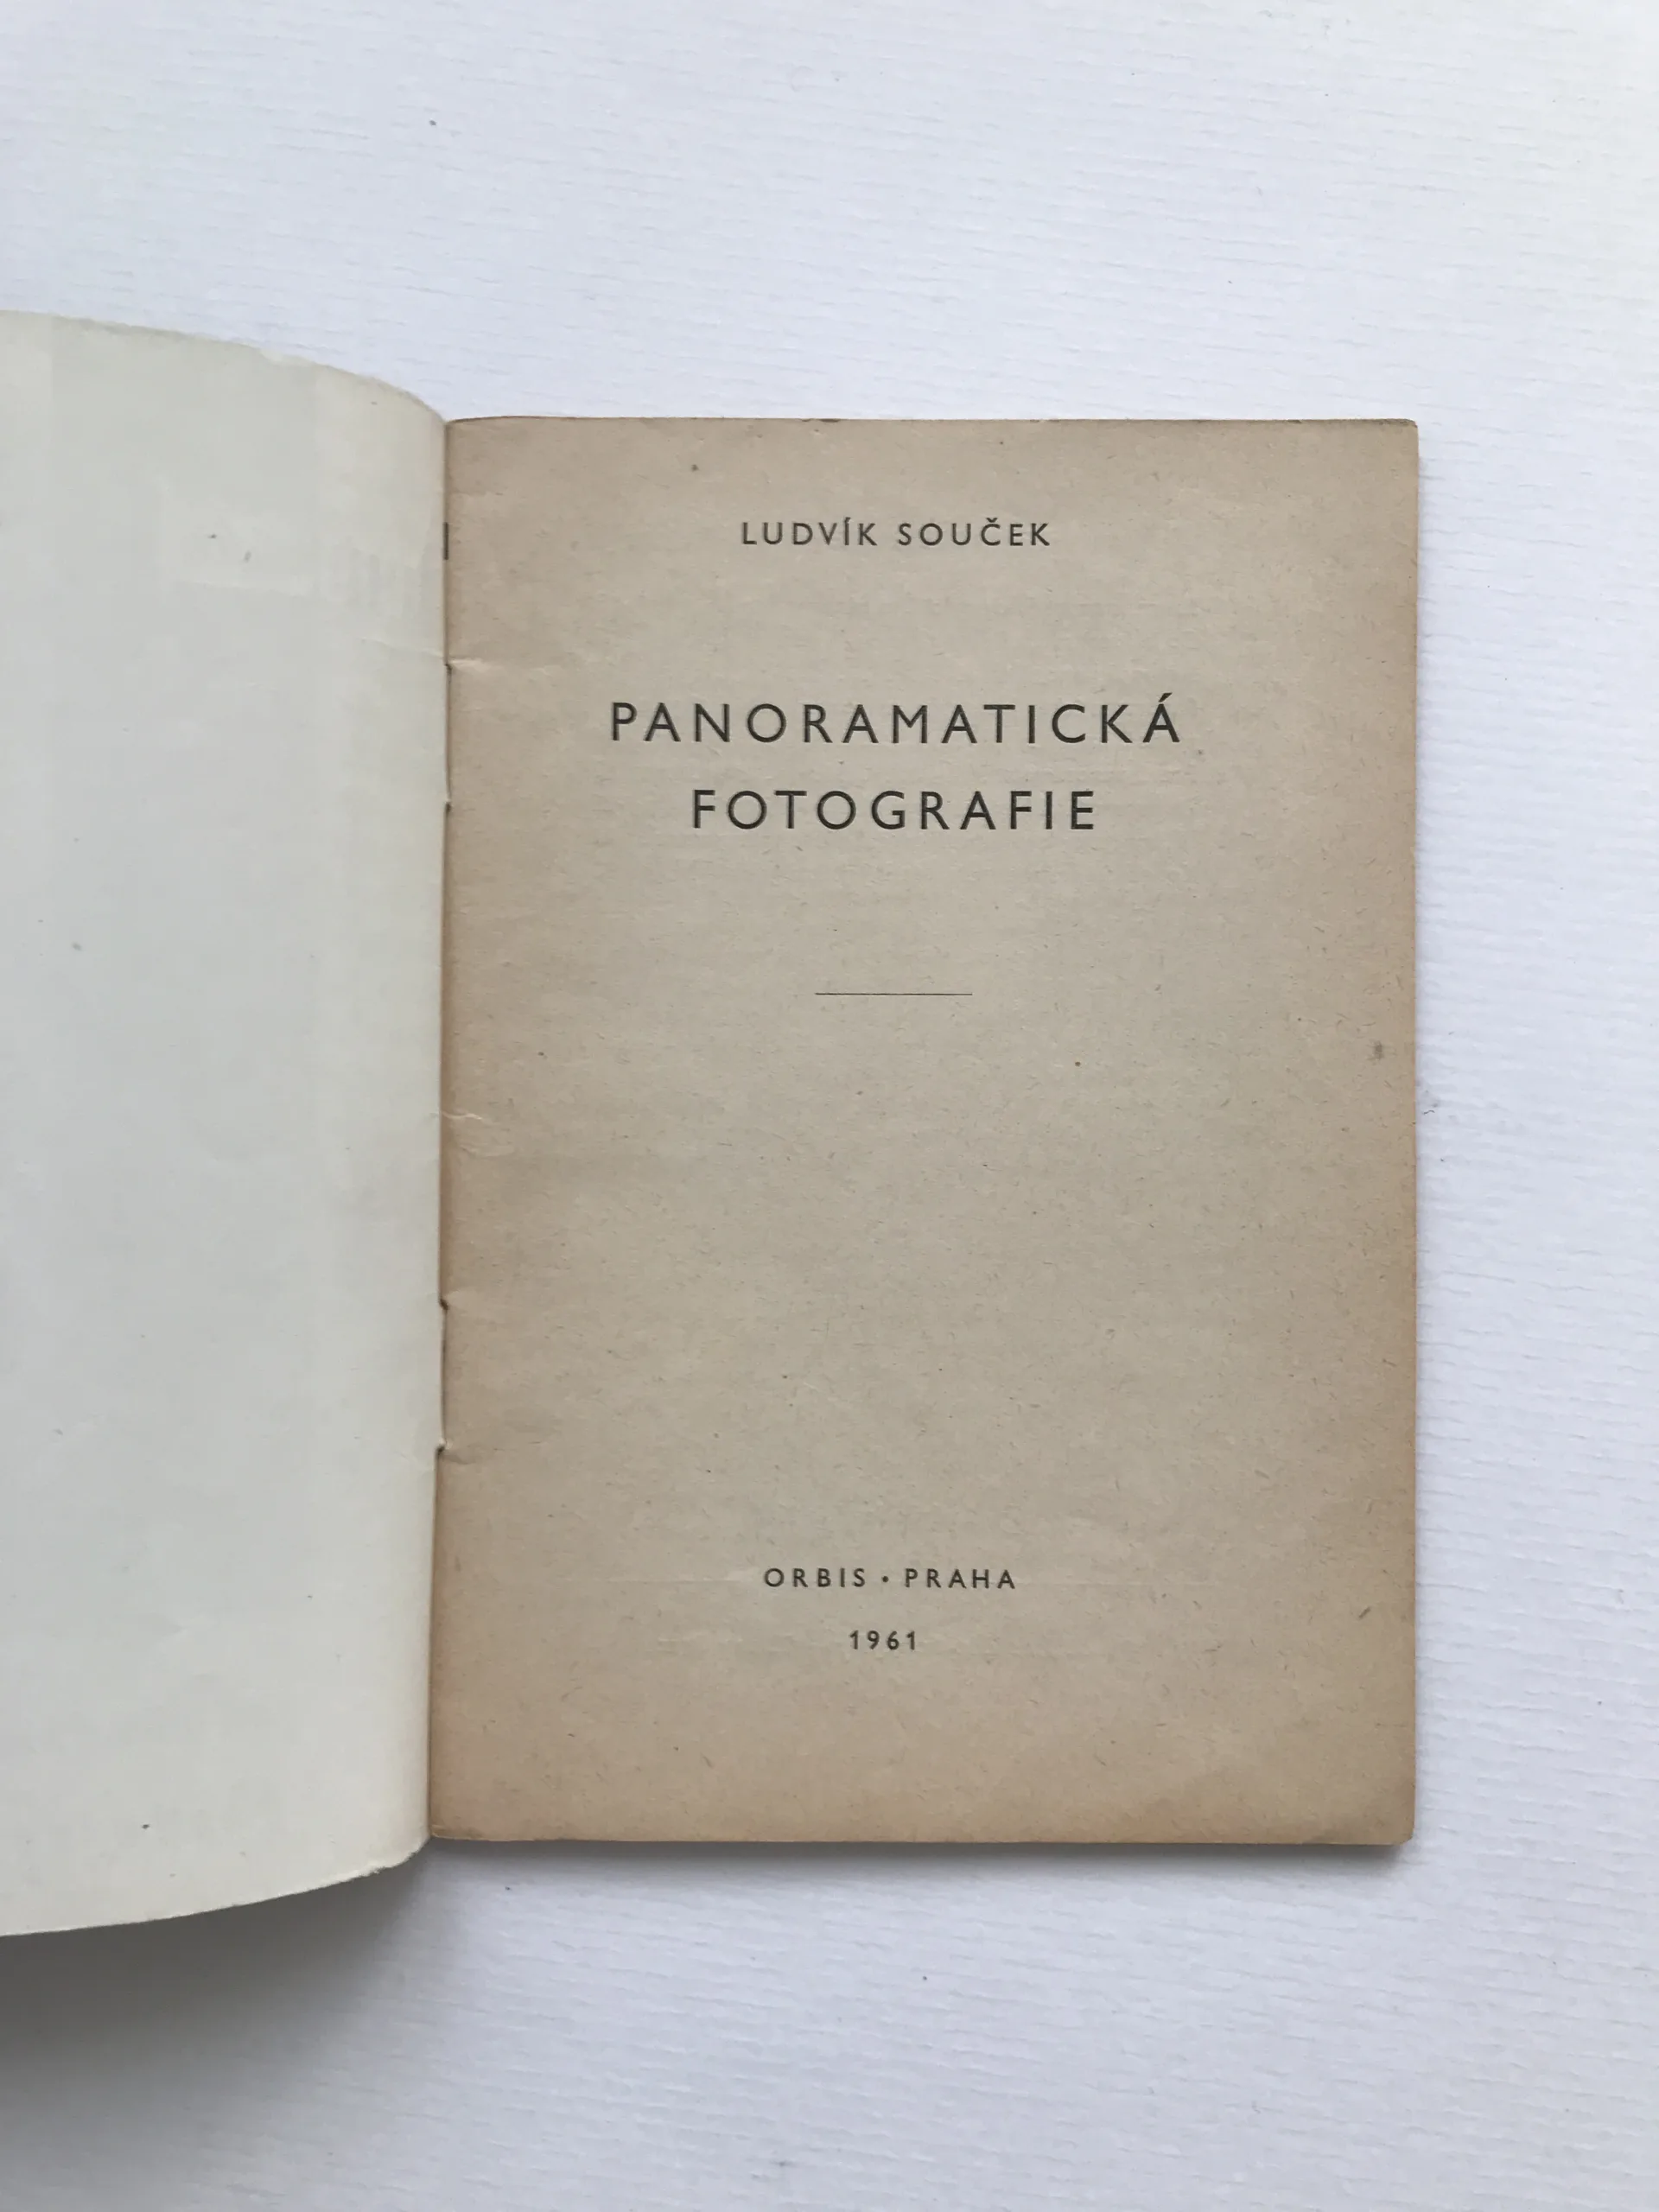 LUDVÍK SOUČEK
PANORAMATICKÁ
FOTOGRAFIE
ORBIS • PRAHA
1961